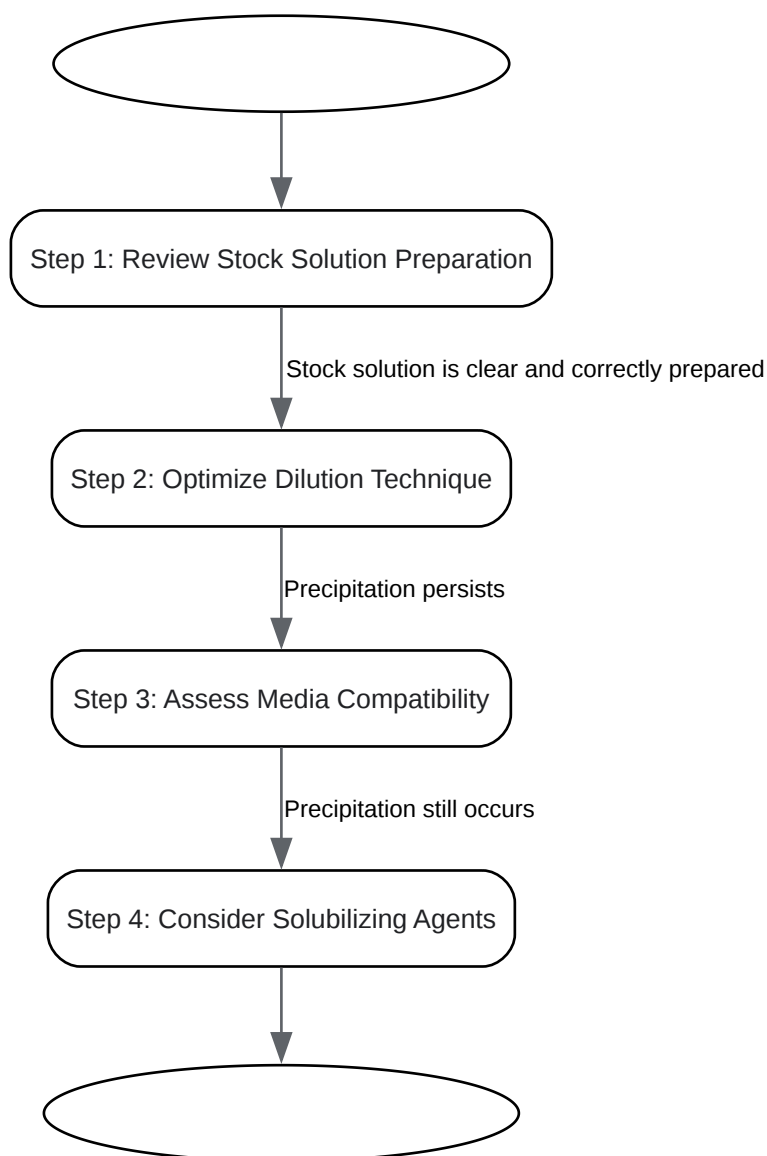 Step 1: Review Stock Solution Preparation
Stock solution is clear and correctly prepared
Step 2: Optimize Dilution Technique
Precipitation persists
Step 3: Assess Media Compatibility
Precipitation still occurs
Step 4: Consider Solubilizing Agents